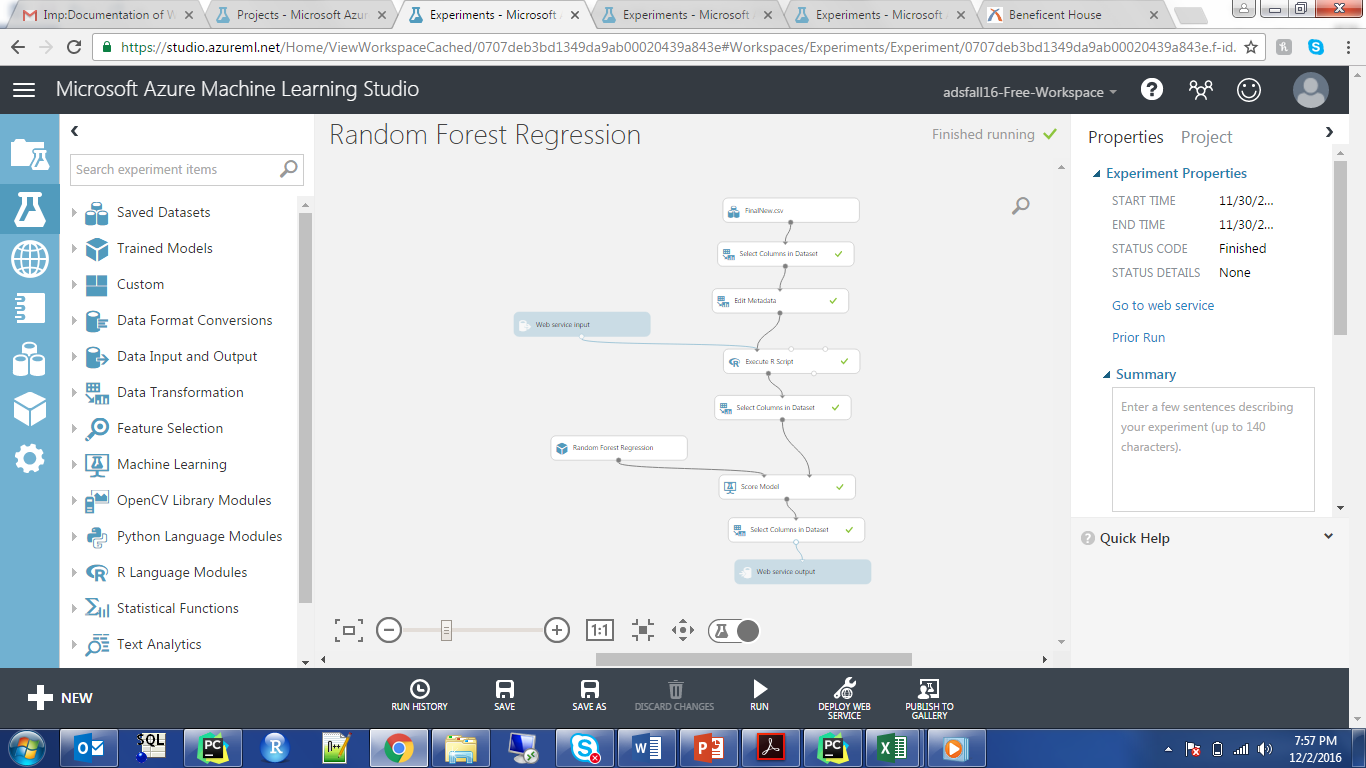 Imp:Documentation of W
Projects - Microsoft Azur
Experiments - Microsoft
Experiments - Microsoft
Experiments - Microsoft
Beneficent House
https://studio.azureml.net/Home/ViewWorkspaceCached/0707deb3bd1349da9ab00020439a843e#Workspaces/Experiments/Experiment/0707deb3bd1349da9ab00020439a843e.f-id.
Microsoft Azure Machine Learning Studio
adsfall16-Free-Workspace
Search experiment items
Saved Datasets
Trained Models
Custom
Data Format Conversions
Data Input and Output
Data Transformation
Feature Selection
Machine Learning
OpenCV Library Modules
Python Language Modules
R Language Modules
Statistical Functions
Text Analytics
Random Forest Regression
Finished running
FinalNew.csv
Select Columns in Dataset
Edit Metadata
Web service input
Execute R Script
Select Columns in Dataset
Random Forest Regression
Score Model
Select Columns in Dataset
Web service output
1:1
Properties
Project
Experiment Properties
START TIME 11/30/2...
END TIME 11/30/2...
STATUS CODE Finished
STATUS DETAILS None
Go to web service
Prior Run
Summary
Enter a few sentences describing
your experiment (up to 140
characters).
Quick Help
NEW
RUN HISTORY
SAVE
SAVE AS
DISCARD CHANGES
RUN
DEPLOY WEB
SERVICE
PUBLISH TO
GALLERY
7:57 PM
12/2/2016